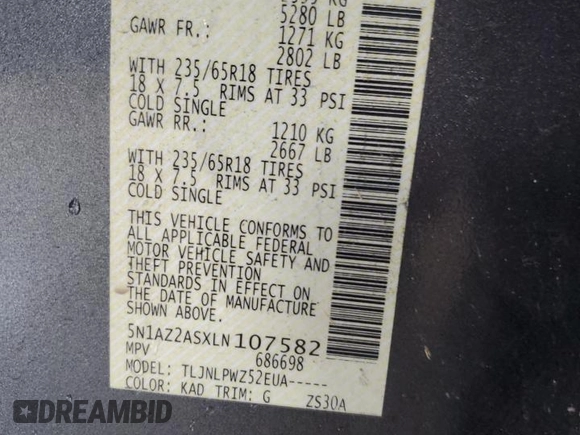 5280 LB
GAWR FR.: 1271 KG
2802 LB
WITH 235/65R18 TIRES
18 X 7.5 RIMS AT 33 PSI
COLD SINGLE
GAWR RR.: 1210 KG
2667 LB
WITH 235/65R18 TIRES
18 X 7.5 RIMS AT 33 PSI
COLD SINGLE
THIS VEHICLE CONFORMS TO
ALL APPLICABLE FEDERAL
MOTOR VEHICLE SAFETY AND
THEFT PREVENTION
STANDARDS IN EFFECT ON
THE DATE OF MANUFACTURE
SHOWN ABOVE.
5N1AZ2ASXLN107582
MPV 686698
MODEL: TLJNLPWZ52EUA-----
COLOR: KAD TRIM: G ZS30A
DREAMBID